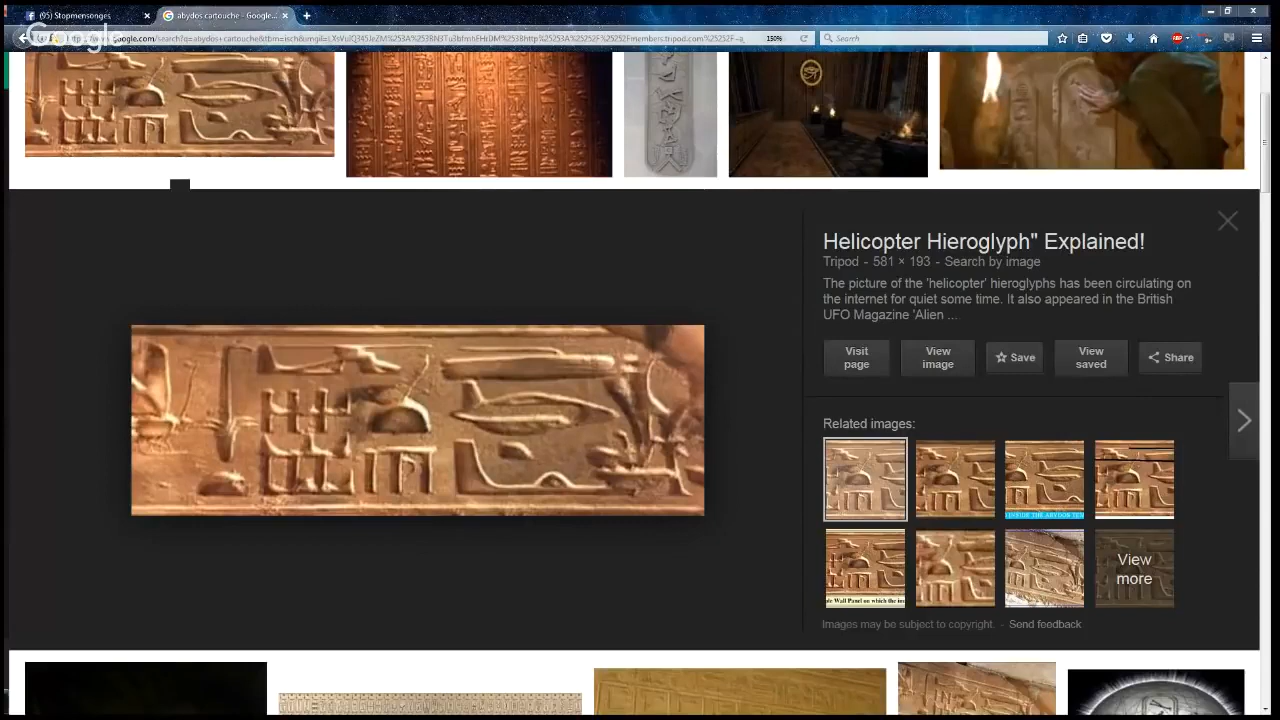 (95) Stopmensonges
abydos cartouche - Google...
Google
Search
150%
Helicopter Hieroglyph" Explained!
Tripod - 581 × 193 - Search by image
The picture of the 'helicopter' hieroglyphs has been circulating on
the internet for quiet some time. It also appeared in the British
UFO Magazine 'Alien ...
Visit page
View image
Save
View saved
Share
Related images:
View more
Images may be subject to copyright. - Send feedback